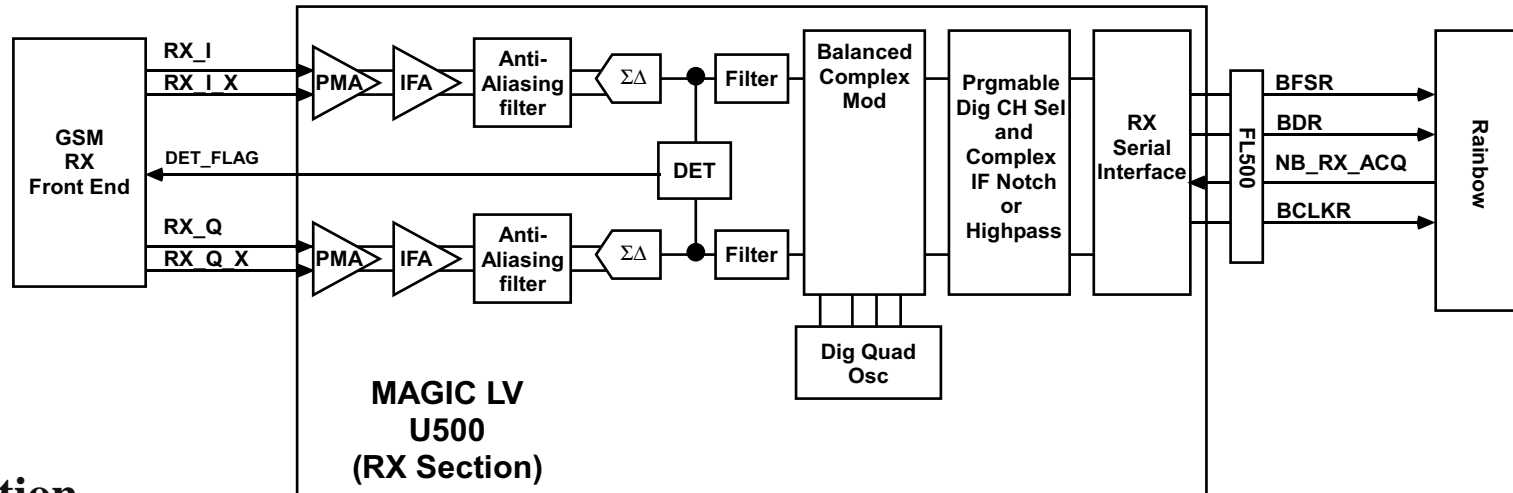 GSM
RX
Front End
RX_I
RX_I_X
DET_FLAG
RX_Q
RX_Q_X
PMA
IFA
Anti-
Aliasing
filter
ΣΔ
Filter
DET
PMA
IFA
Anti-
Aliasing
filter
ΣΔ
Filter
Balanced
Complex
Mod
Dig Quad
Osc
Prgmable
Dig CH Sel
and
Complex
IF Notch
or
Highpass
RX
Serial
Interface
FL500
BFSR
BDR
NB_RX_ACQ
BCLKR
Rainbow
MAGIC LV
U500
(RX Section)